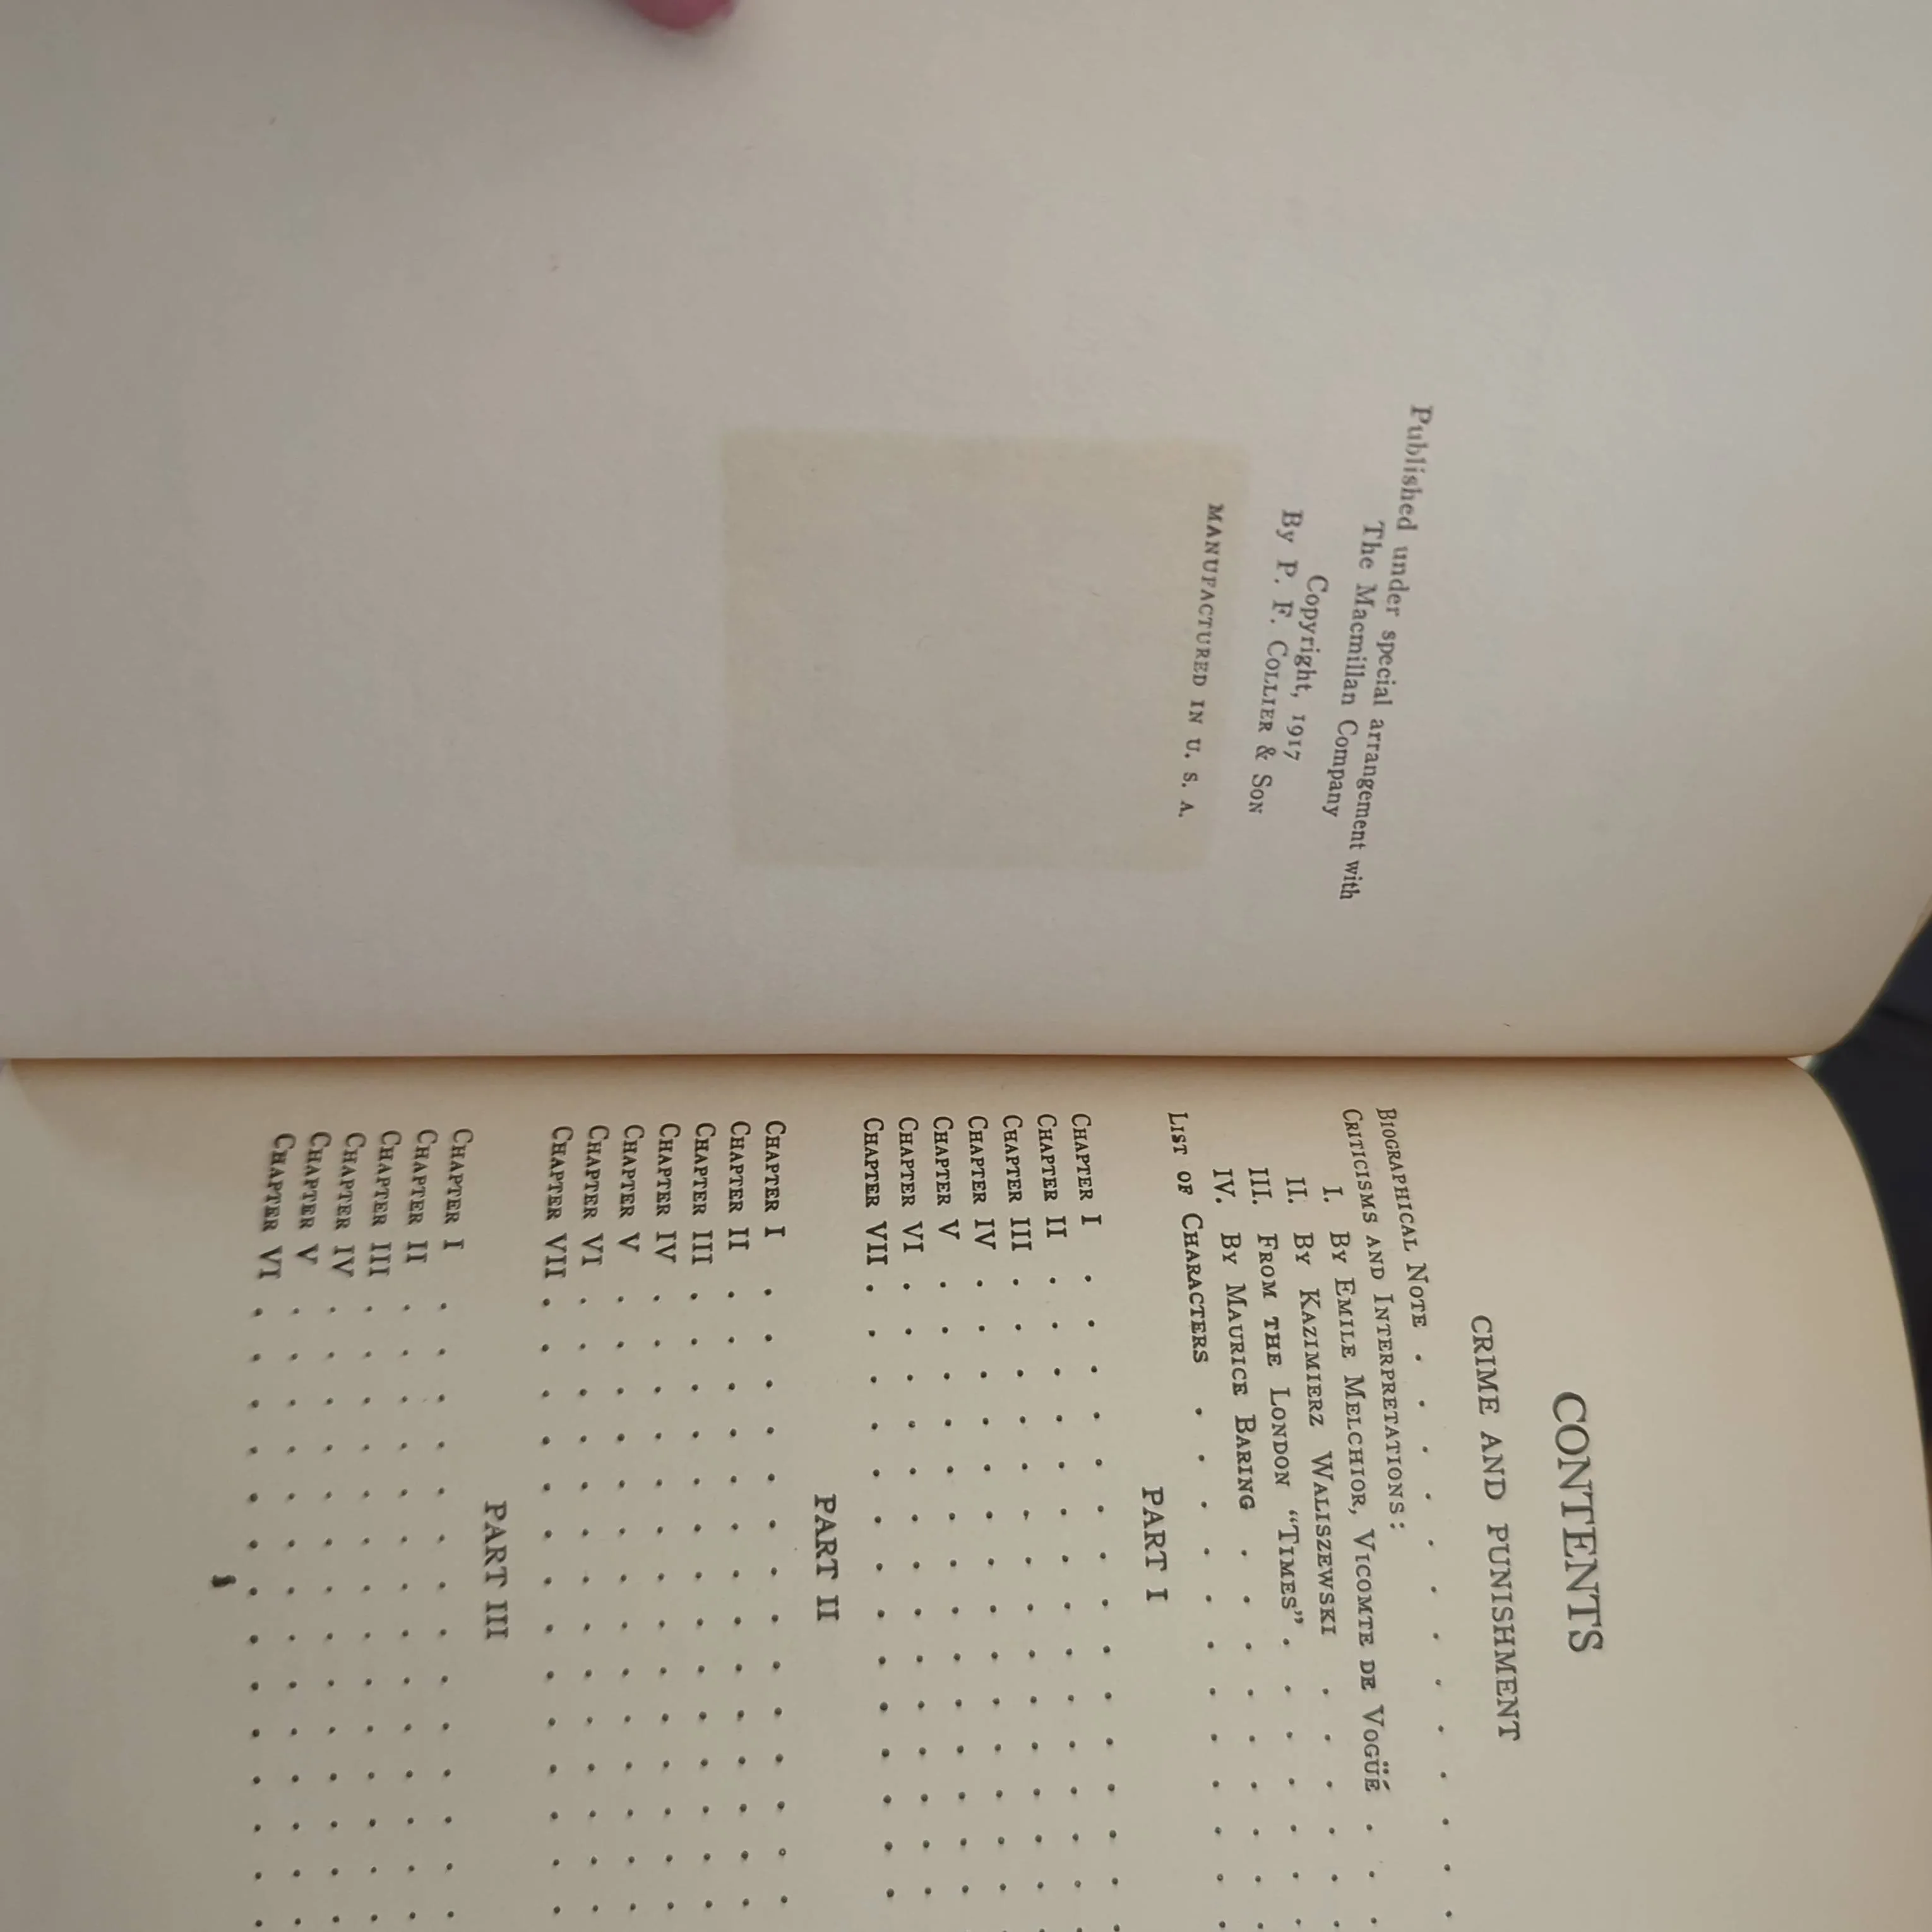 Published under special arrangement with
The Macmillan Company
Copyright, 1917
By P. F. Collier & Son
MANUFACTURED IN U. S. A.
CONTENTS
CRIME AND PUNISHMENT
Biographical Note . . . . . . . . . . . . .
Criticisms and Interpretations:
I. By Emile Melchior, Vicomte de Vogüé . . .
II. By Kazimierz Waliszewski . . . . . .
III. From the London "Times" . . . . . . .
IV. By Maurice Baring . . . . . . . . .
List of Characters . . . . . . . . . . . .
PART I
Chapter I . . . . . . . . . . . . . .
Chapter II . . . . . . . . . . . . . .
Chapter III . . . . . . . . . . . . . .
Chapter IV . . . . . . . . . . . . . .
Chapter V . . . . . . . . . . . . . .
Chapter VI . . . . . . . . . . . . . .
Chapter VII . . . . . . . . . . . . . .
PART II
Chapter I . . . . . . . . . . . . . .
Chapter II . . . . . . . . . . . . . .
Chapter III . . . . . . . . . . . . . .
Chapter IV . . . . . . . . . . . . . .
Chapter V . . . . . . . . . . . . . .
Chapter VI . . . . . . . . . . . . . .
Chapter VII . . . . . . . . . . . . . .
PART III
Chapter I . . . . . . . . . . . . . .
Chapter II . . . . . . . . . . . . . .
Chapter III . . . . . . . . . . . . . .
Chapter IV . . . . . . . . . . . . . .
Chapter V . . . . . . . . . . . . . .
Chapter VI . . . . . . . . . . . . . .